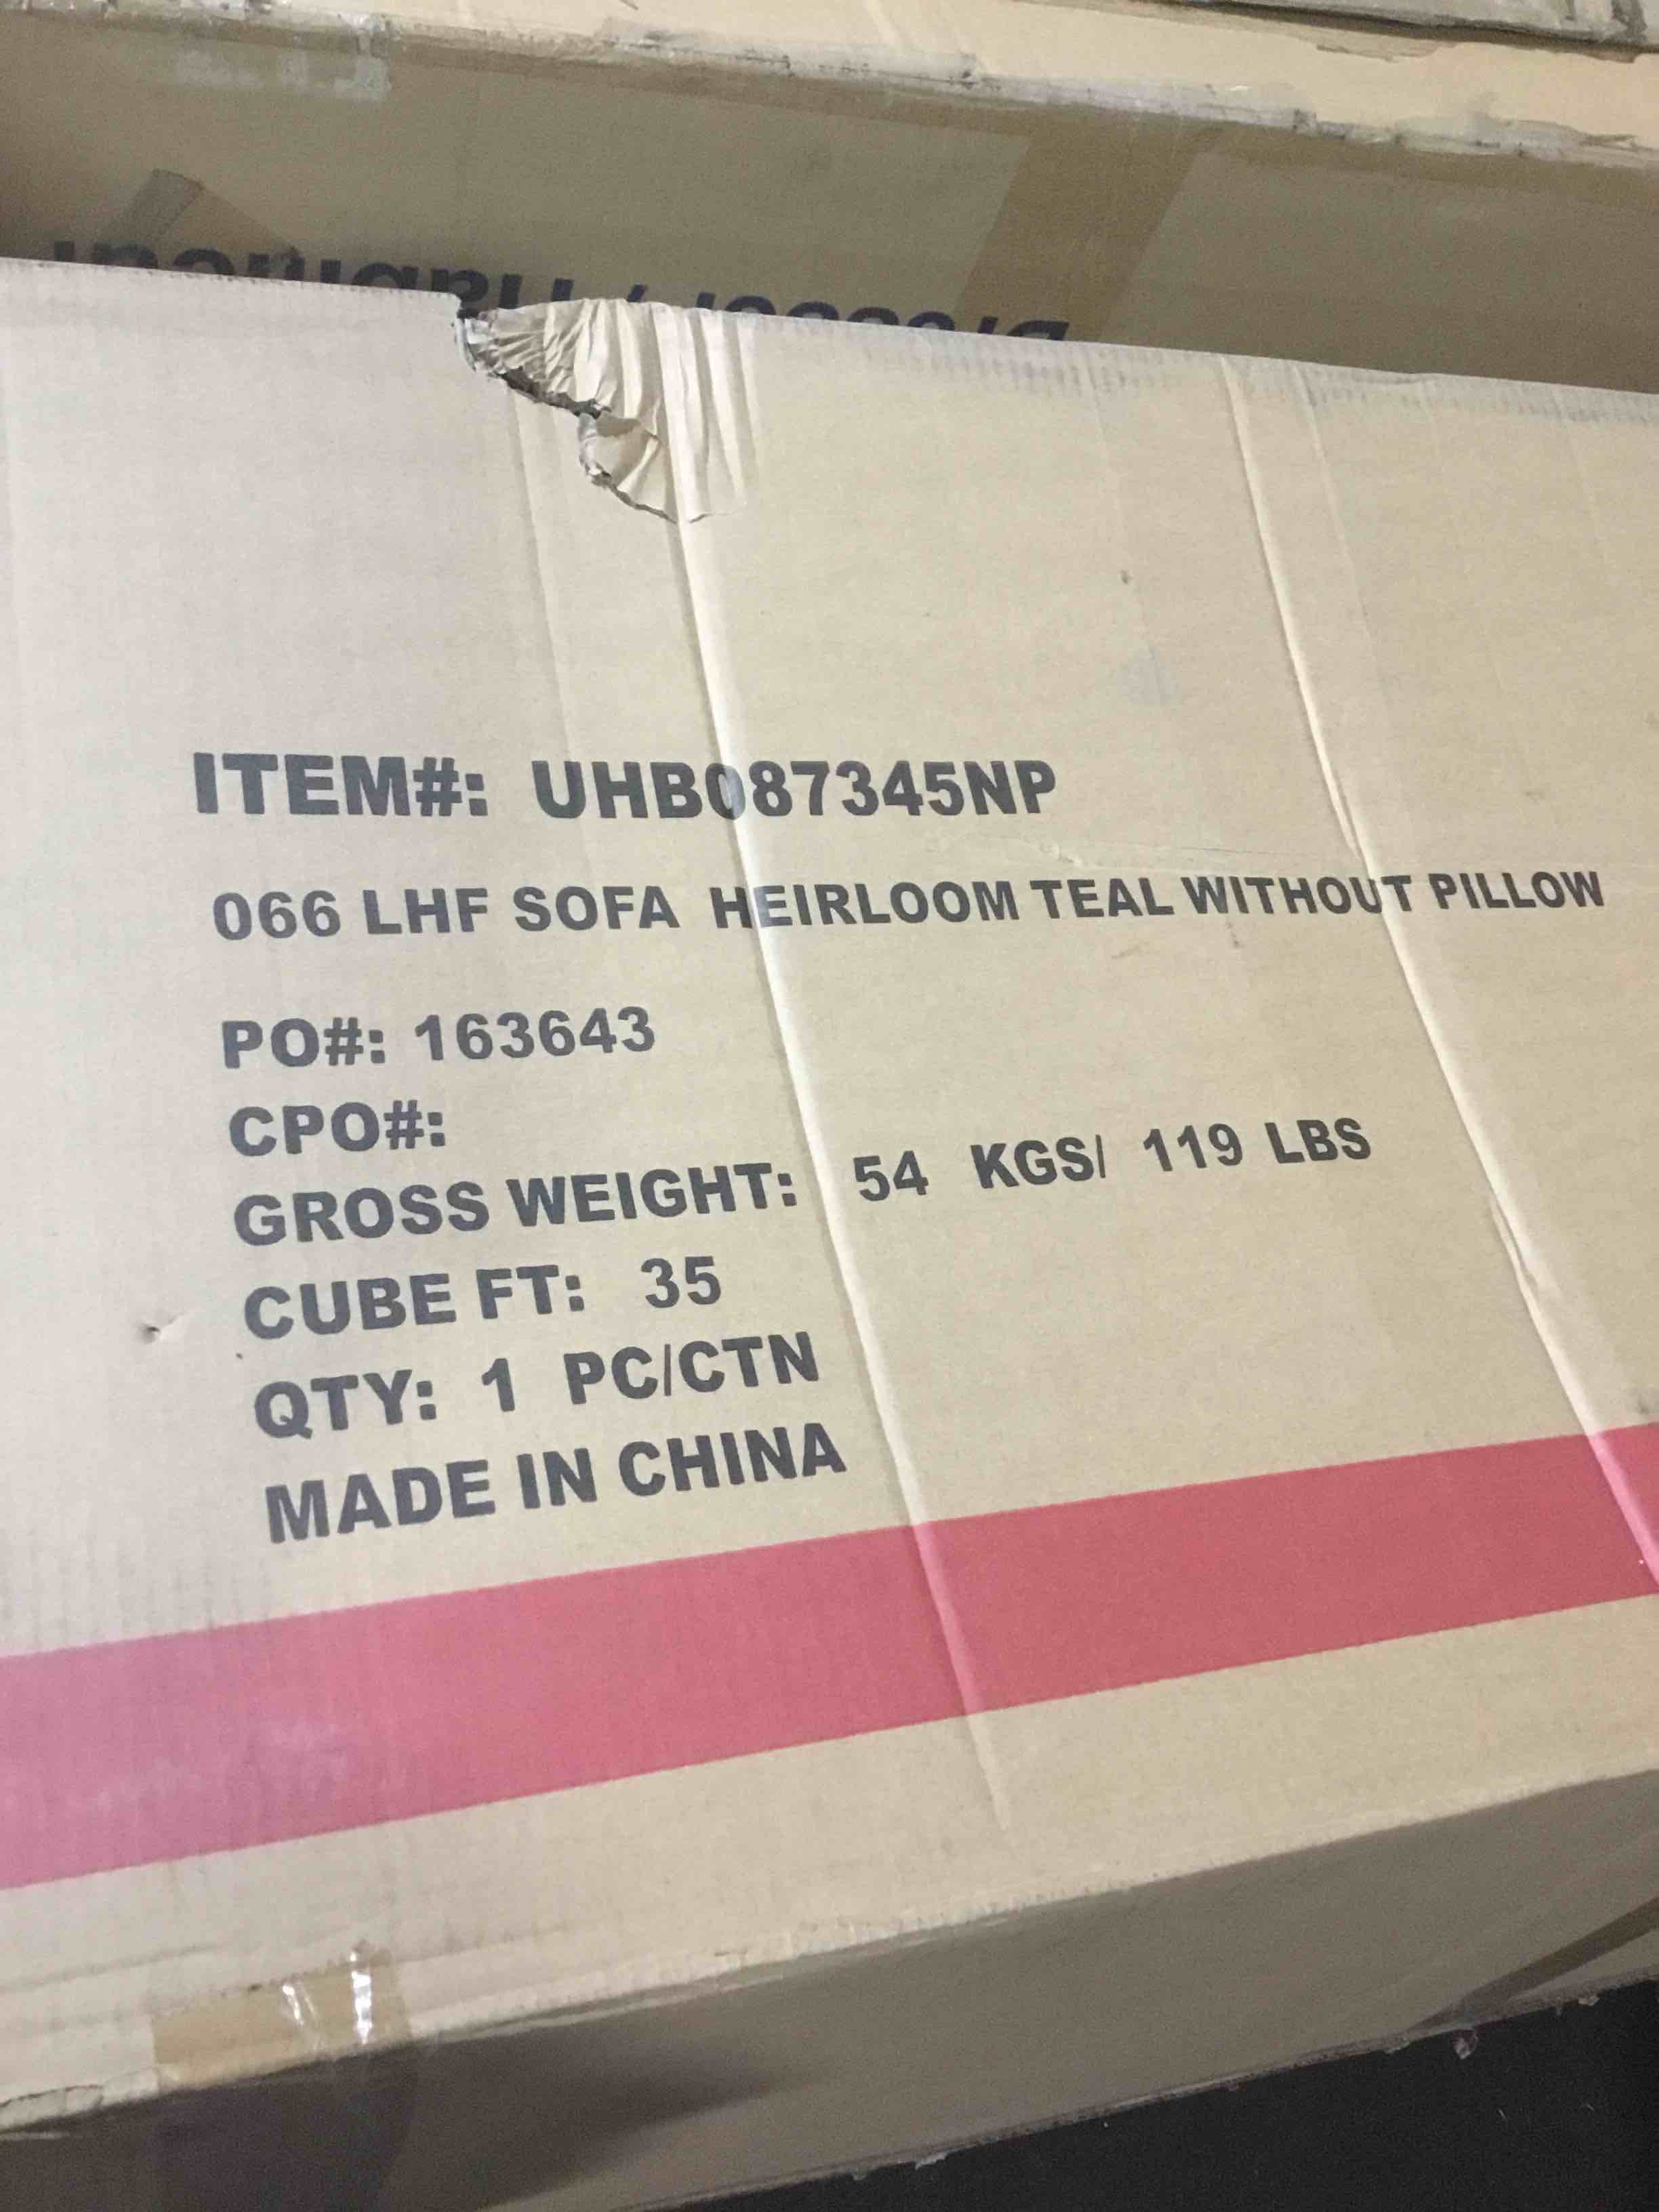 ITEM#: UHB087345NP
066 LHF SOFA HEIRLOOM TEAL WITHOUT PILLOW
PO#: 163643
CPO#:
GROSS WEIGHT: 54 KGS/ 119 LBS
CUBE FT: 35
QTY: 1 PC/CTN
MADE IN CHINA